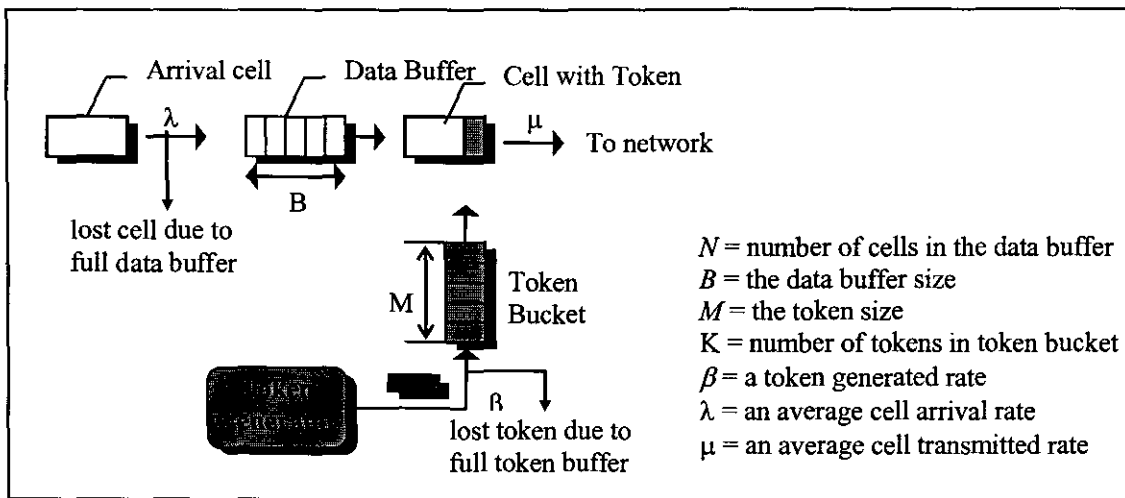 Arrival cell
Data Buffer
Cell with Token
λ
μ
To network
B
lost cell due to
full data buffer
M
Token
Bucket
β
lost token due to
full token buffer
N = number of cells in the data buffer
B = the data buffer size
M = the token size
K = number of tokens in token bucket
β = a token generated rate
λ = an average cell arrival rate
μ = an average cell transmitted rate